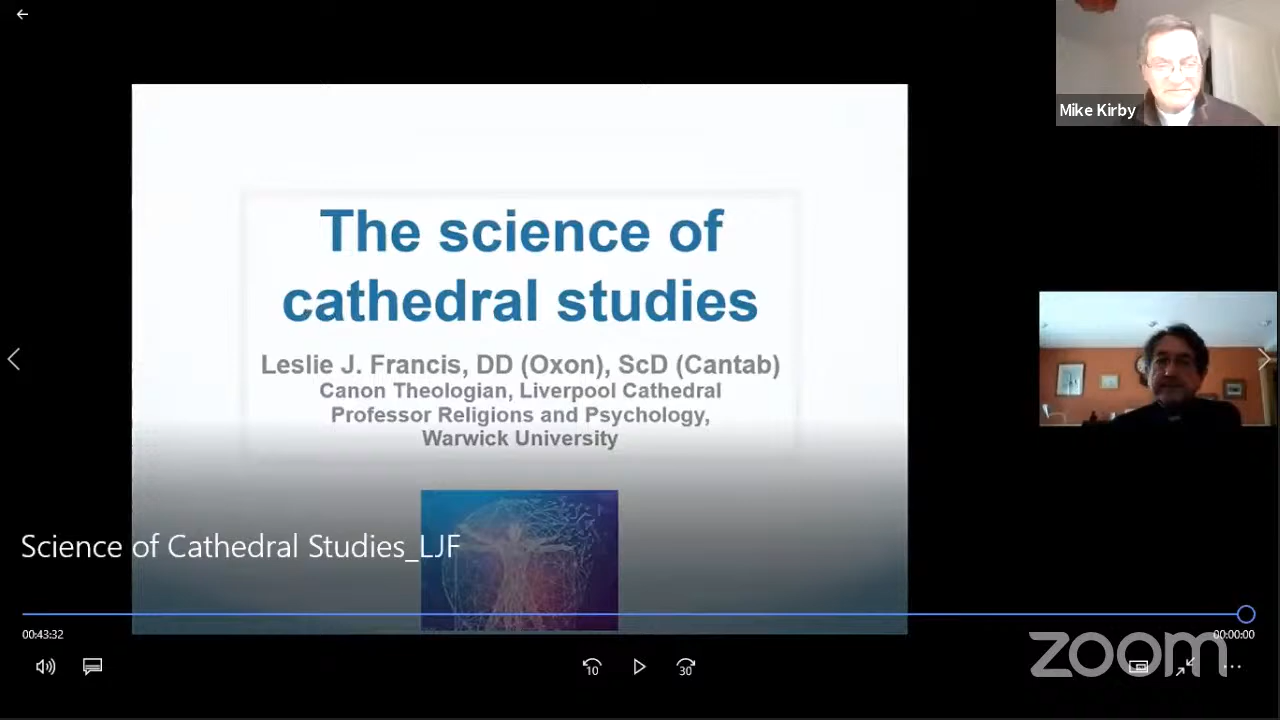 Mike Kirby
The science of
cathedral studies
Leslie J. Francis, DD (Oxon), ScD (Cantab)
Canon Theologian, Liverpool Cathedral
Professor Religions and Psychology,
Warwick University
Science of Cathedral Studies_LJF
00:43:32
00:00:00
10
30
zoom